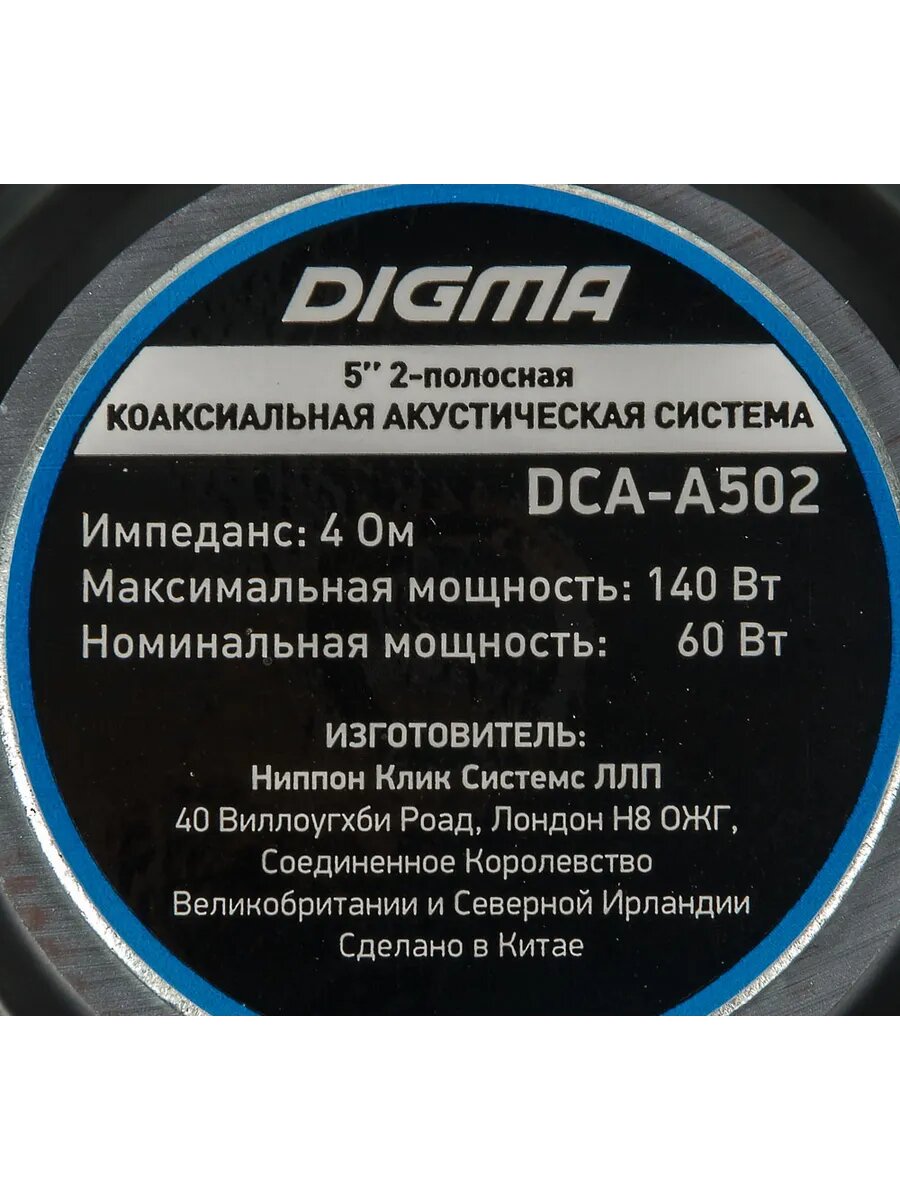 DIGMA
5'' 2-полосная
КОАКСИАЛЬНАЯ АКУСТИЧЕСКАЯ СИСТЕМА
DCA-A502
Импеданс: 4 Ом
Максимальная мощность: 140 Вт
Номинальная мощность: 60 Вт
ИЗГОТОВИТЕЛЬ:
Ниппон Клик Системс ЛЛП
40 Виллоугхби Роад, Лондон Н8 ОЖГ,
Соединенное Королевство
Великобритании и Северной Ирландии
Сделано в Китае